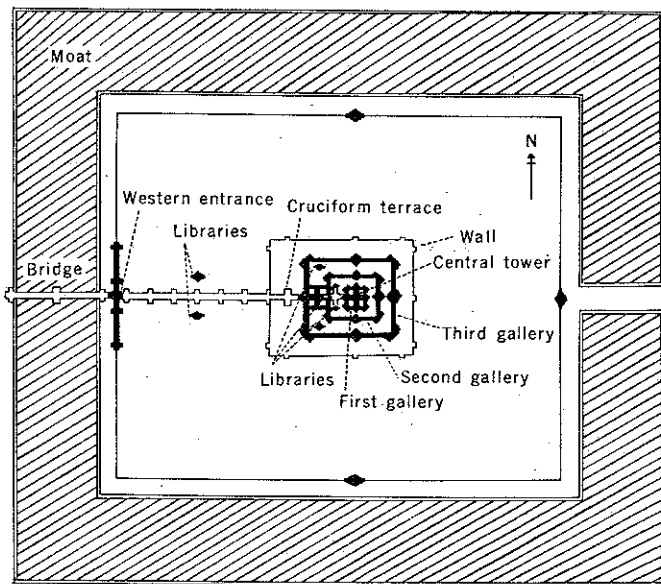 Moat
N
Western entrance
Cruciform terrace
Libraries
Wall
Bridge
Central tower
Third gallery
Libraries
Second gallery
First gallery